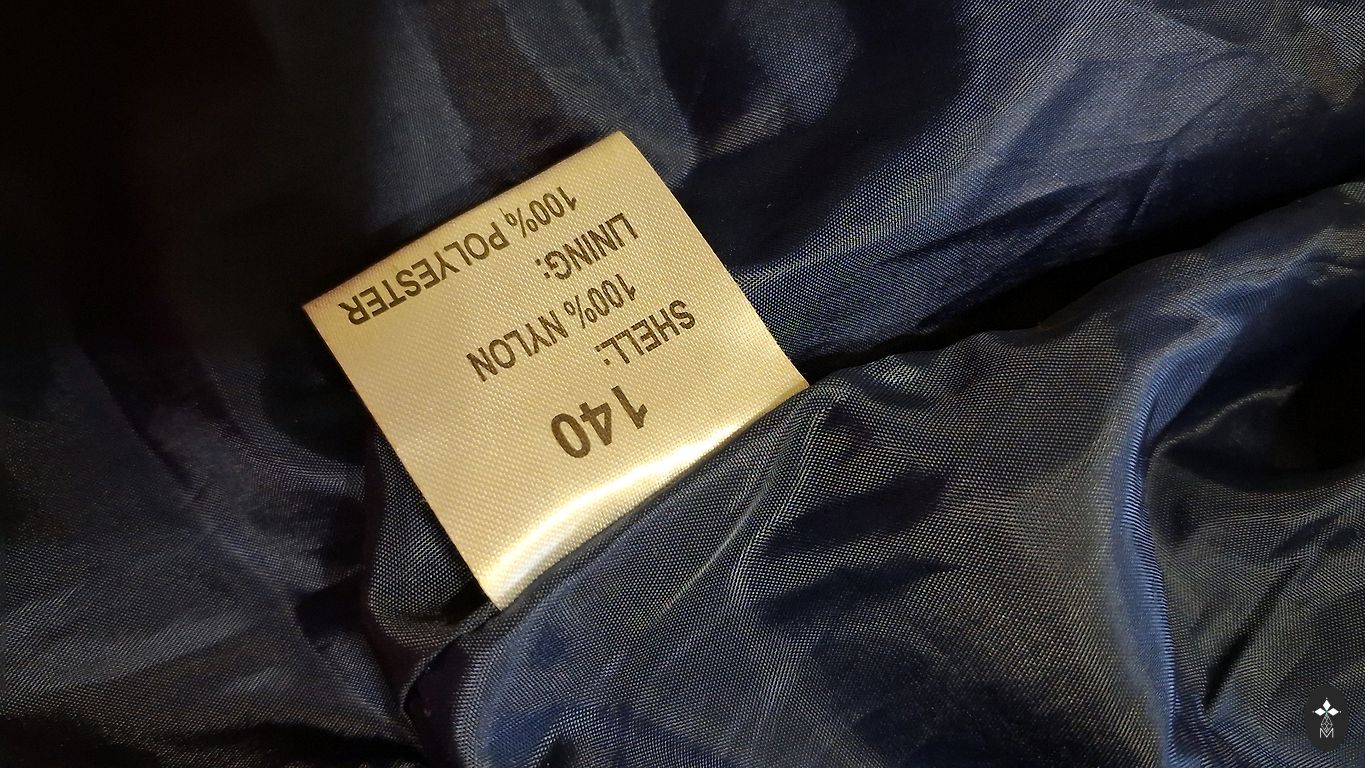 140
SHELL:
100% NYLON
LINING:
100% POLYESTER
M